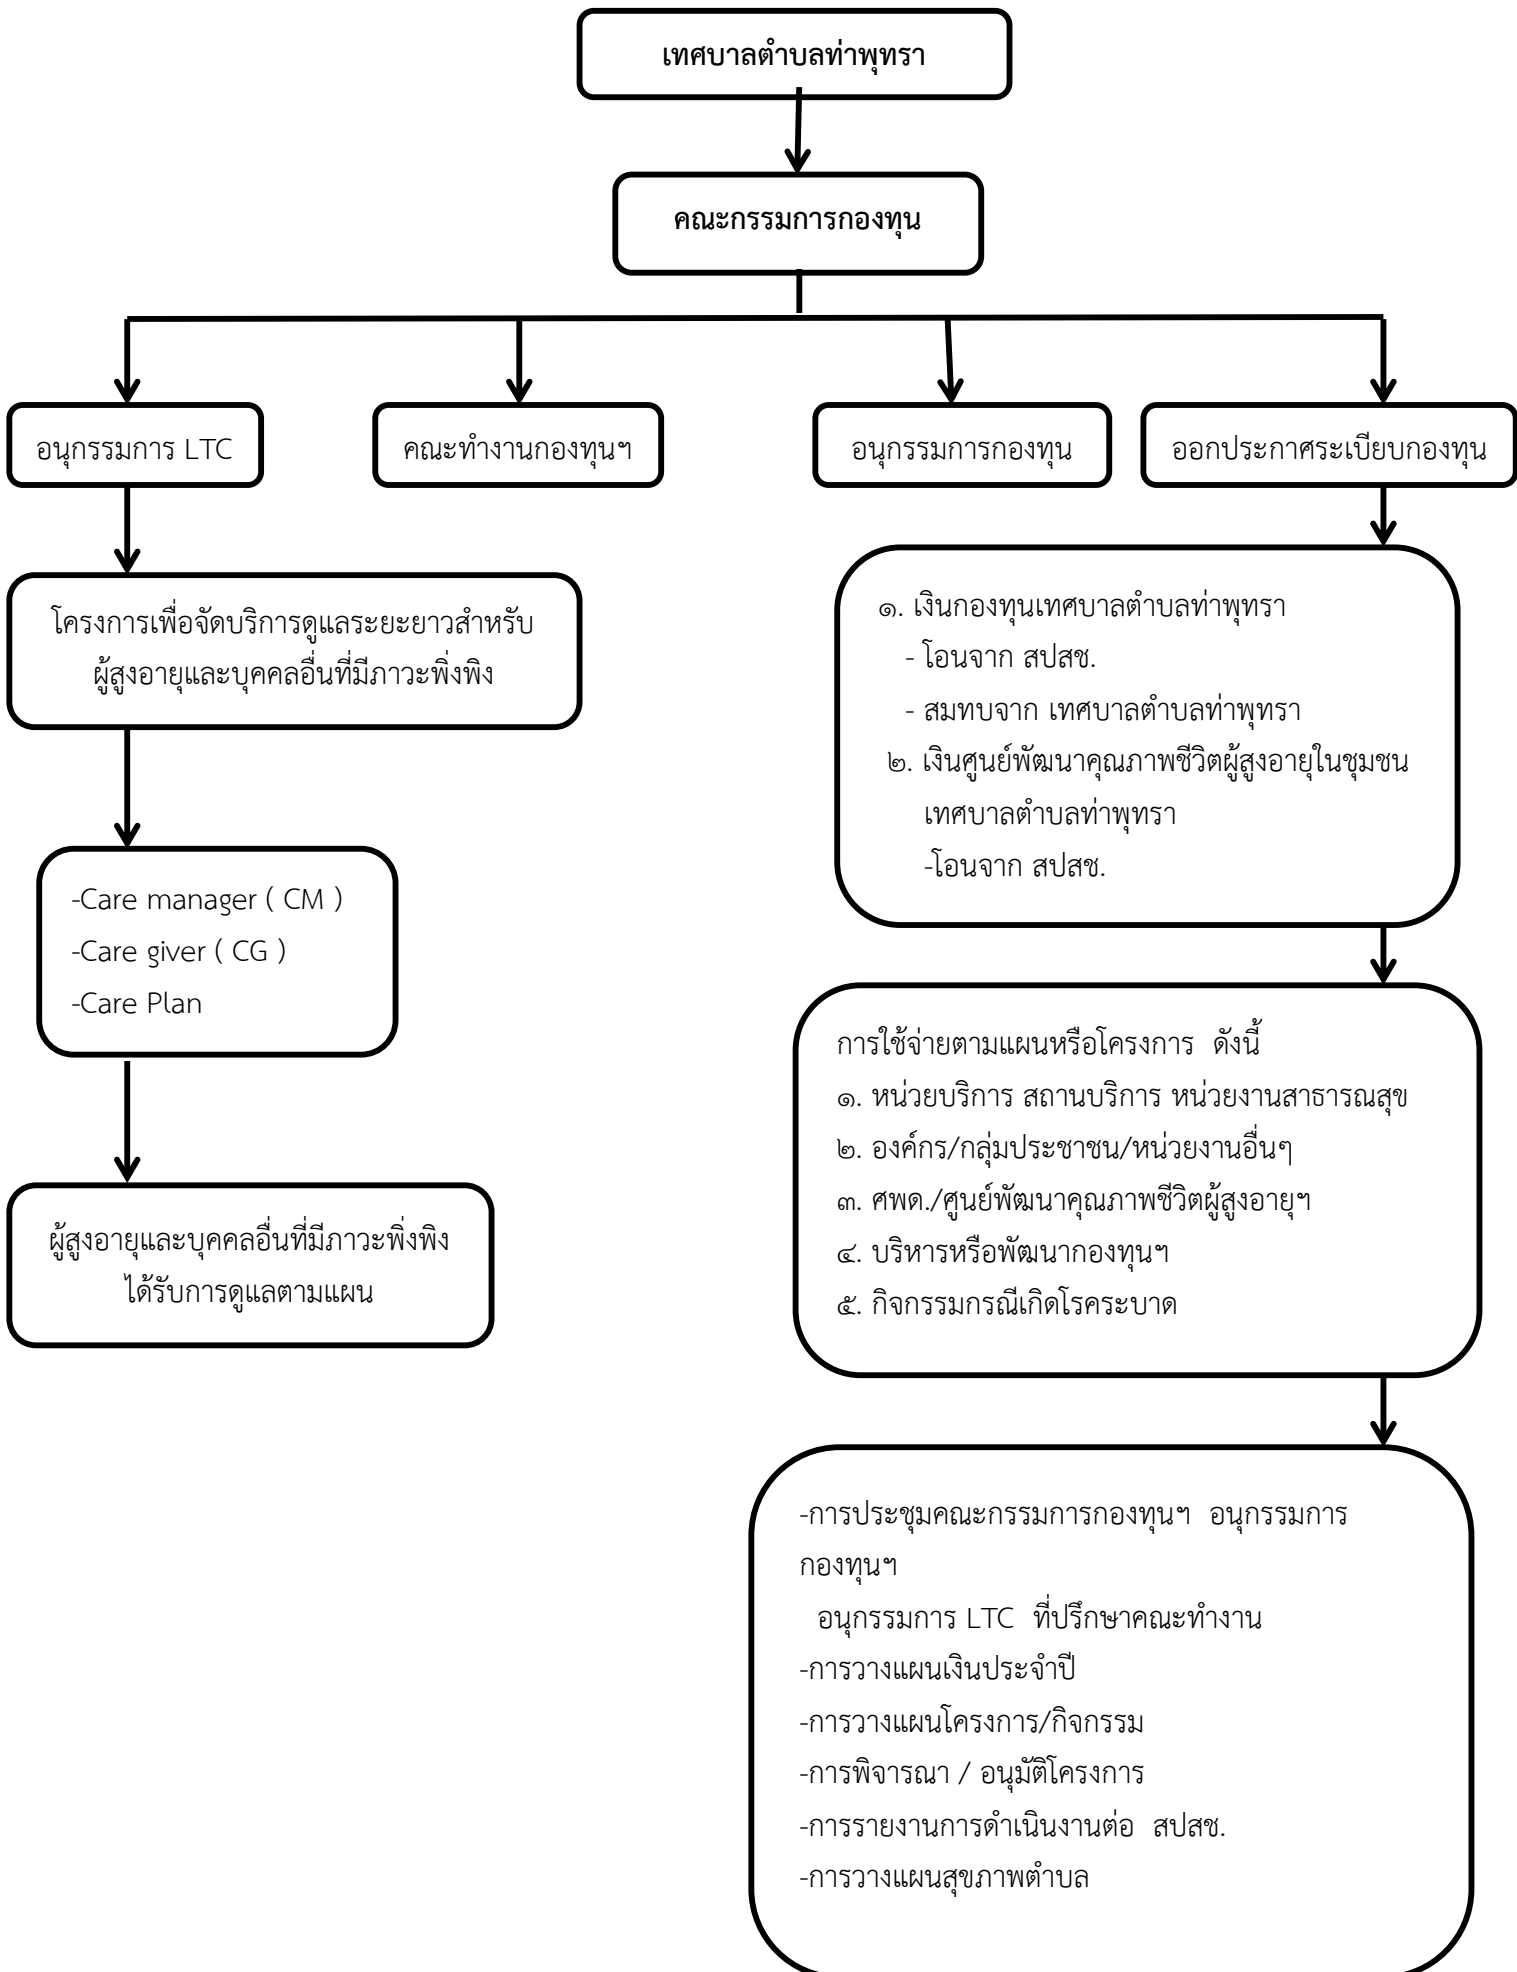 เทศบาลตำบลท่าพุทรา
คณะกรรมการกองทุน
อนุกรรมการ LTC
คณะทำงานกองทุนฯ
อนุกรรมการกองทุน
ออกประกาศระเบียบกองทุน
โครงการเพื่อจัดบริการดูแลระยะยาวสำหรับ
ผู้สูงอายุและบุคคลอื่นที่มีภาวะพิ่งพิง
-Care manager ( CM )
-Care giver ( CG )
-Care Plan
ผู้สูงอายุและบุคคลอื่นที่มีภาวะพิ่งพิง
ได้รับการดูแลตามแผน
๑. เงินกองทุนเทศบาลตำบลท่าพุทรา
- โอนจาก สปสช.
- สมทบจาก เทศบาลตำบลท่าพุทรา
๒. เงินศูนย์พัฒนาคุณภาพชีวิตผู้สูงอายุในชุมชน
เทศบาลตำบลท่าพุทรา
-โอนจาก สปสช.
การใช้จ่ายตามแผนหรือโครงการ ดังนี้
๑. หน่วยบริการ สถานบริการ หน่วยงานสาธารณสุข
๒. องค์กร/กลุ่มประชาชน/หน่วยงานอื่นๆ
๓. ศพด./ศูนย์พัฒนาคุณภาพชีวิตผู้สูงอายุฯ
๔. บริหารหรือพัฒนากองทุนฯ
๕. กิจกรรมกรณีเกิดโรคระบาด
-การประชุมคณะกรรมการกองทุนฯ อนุกรรมการ
กองทุนฯ
อนุกรรมการ LTC ที่ปรึกษาคณะทำงาน
-การวางแผนเงินประจำปี
-การวางแผนโครงการ/กิจกรรม
-การพิจารณา / อนุมัติโครงการ
-การรายงานการดำเนินงานต่อ สปสช.
-การวางแผนสุขภาพตำบล